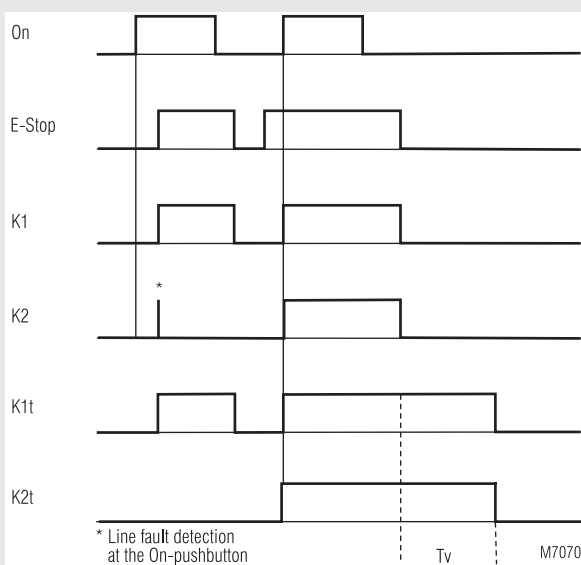 On
E-Stop
K1
*
K2
K1t
K2t
* Line fault detection
at the On-pushbutton
Tv
M7070